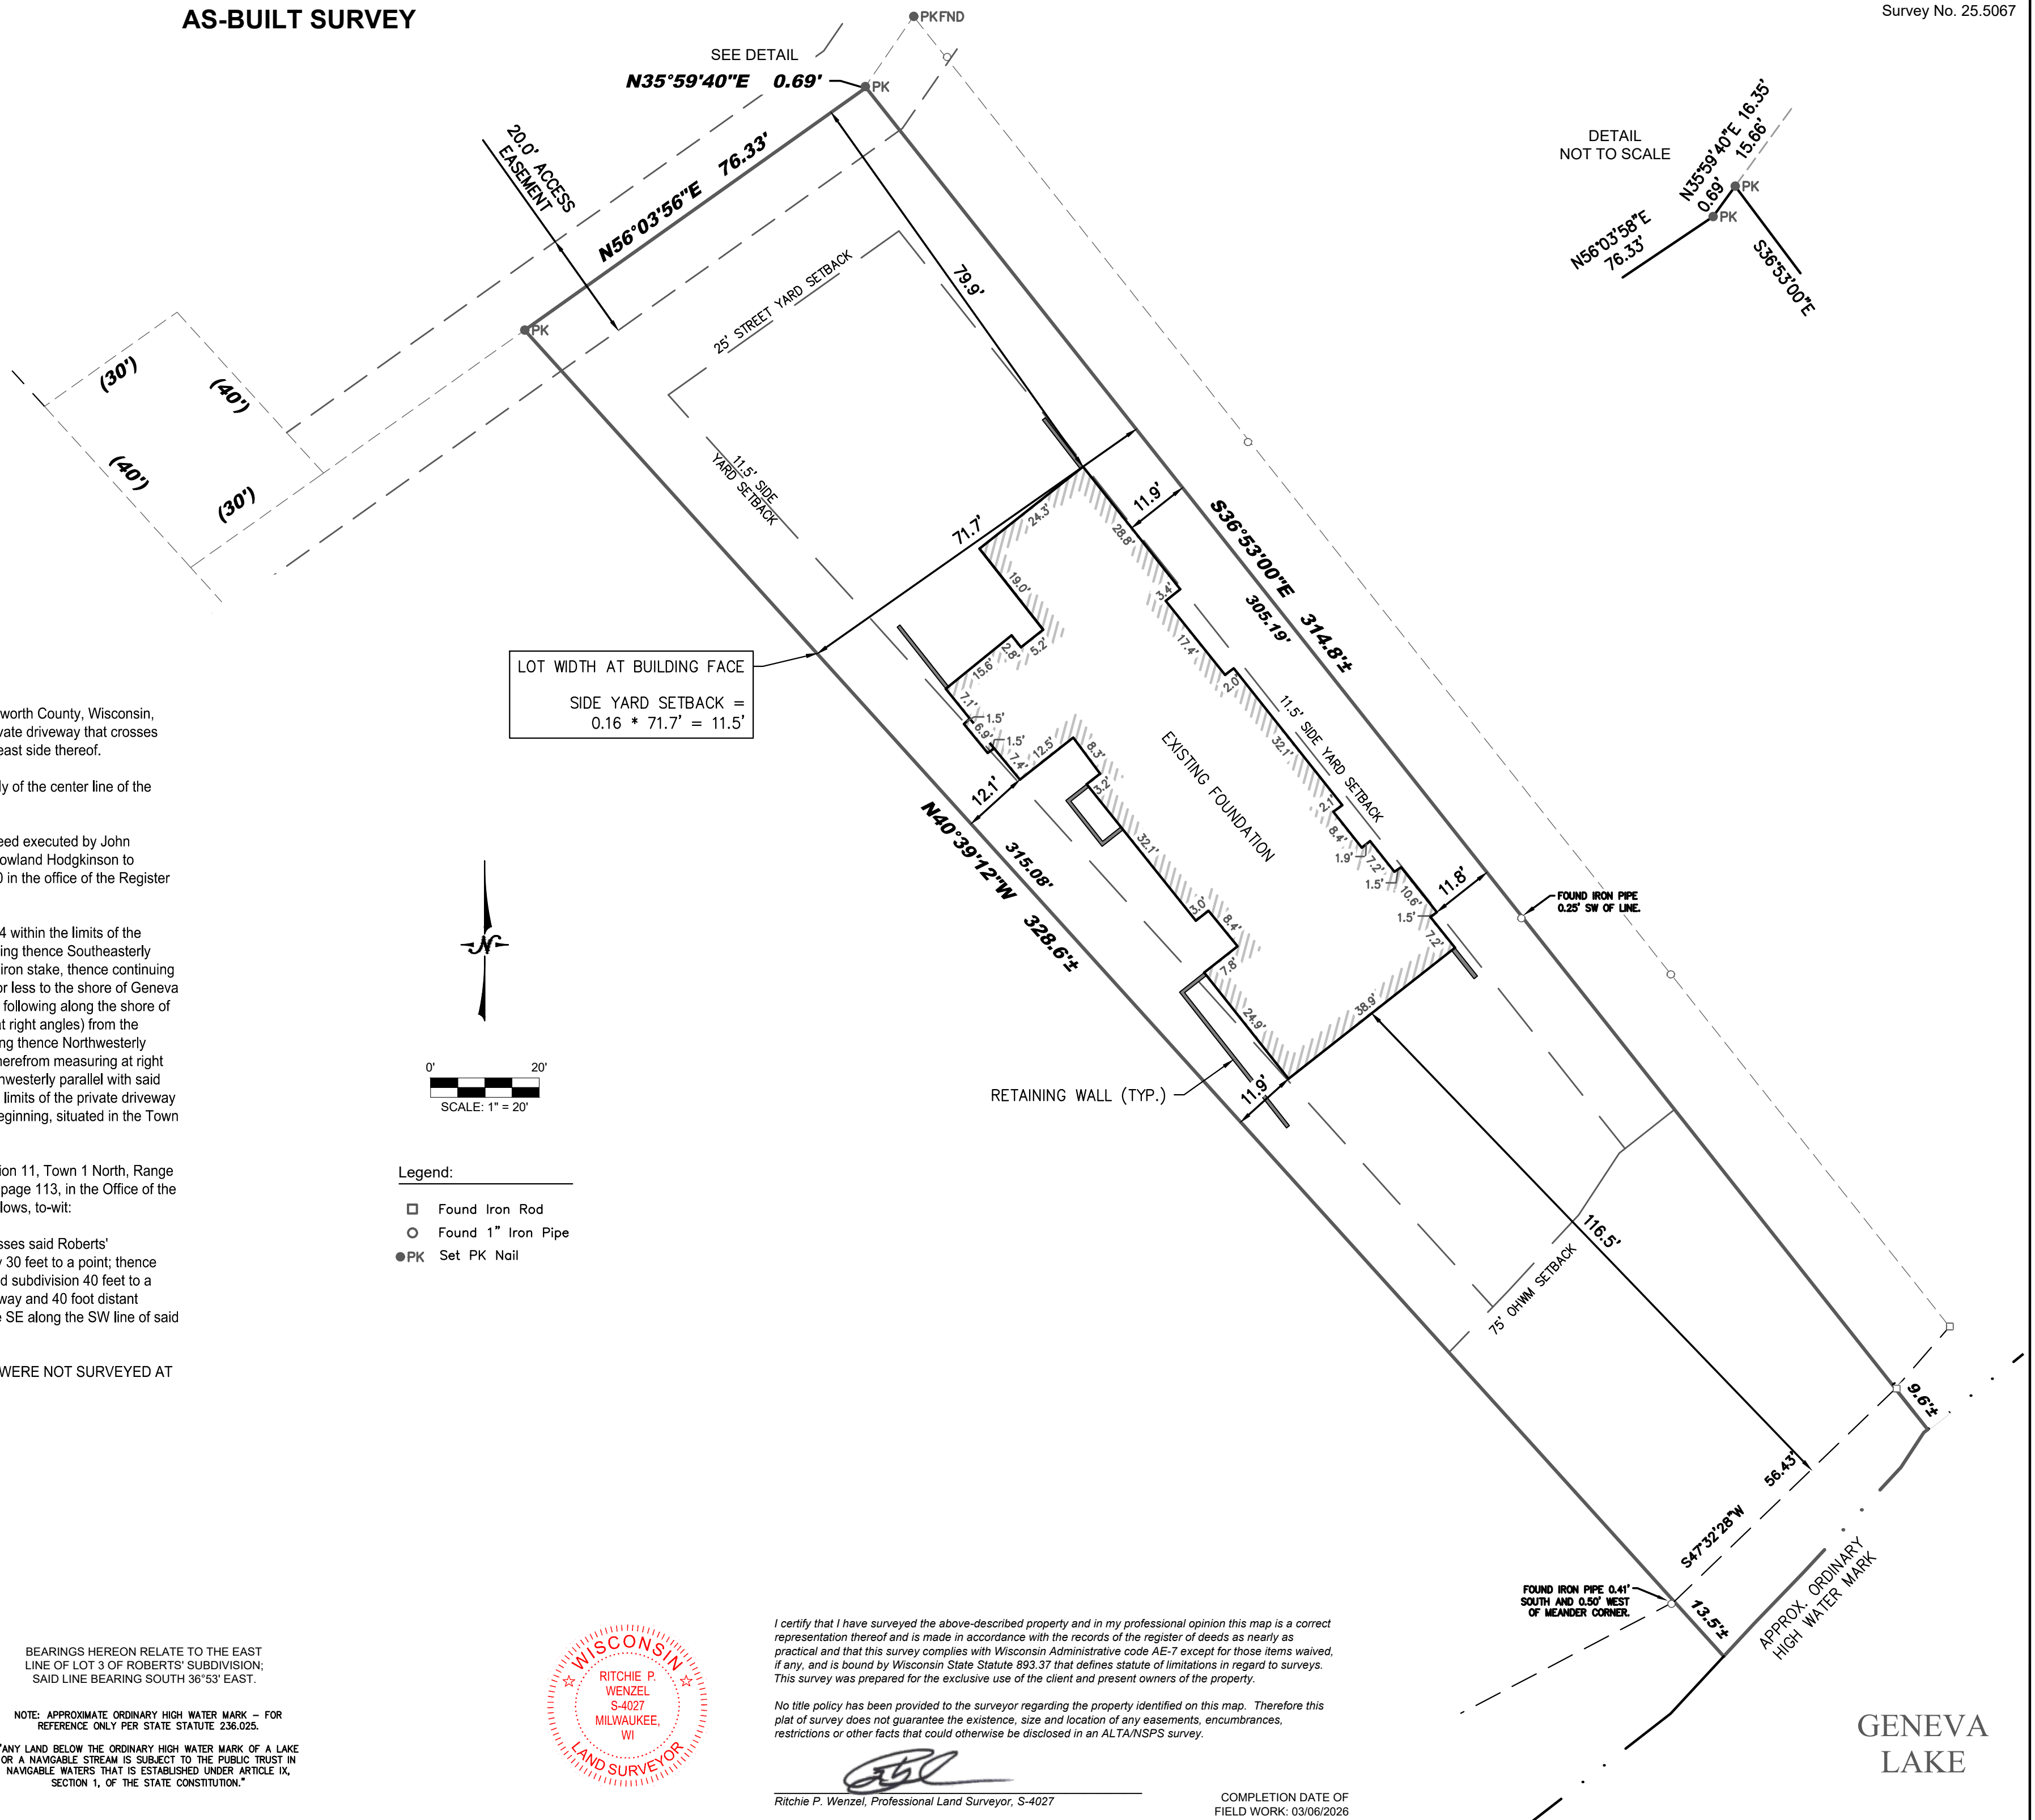 AS-BUILT SURVEY
Survey No. 25.5067
PKFND
SEE DETAIL
N35°59'40"E 0.69'
PK
20.0' ACCESS
EASEMENT
N56°03'56"E 76.33'
PK
79.9'
25' STREET YARD SETBACK
DETAIL
NOT TO SCALE
N35°59'40"E 16.35'
15.66'
0.69'
PK
PK
N56°03'58"E
76.33'
S36°53'00"E
(30')
(40')
(40')
(30')
11.5' SIDE
YARD SETBACK
71.7'
24.3'
28.8'
11.9'
S36°53'00"E 314.8'±
305.19'
19.0'
3.4'
17.4'
2.0'
5.2'
2.8'
15.6'
7.1'
1.5'
6.9'
1.5'
7.4'
12.5'
8.3'
3.2'
12.1'
LOT WIDTH AT BUILDING FACE
SIDE YARD SETBACK =
0.16 * 71.7' = 11.5'
EXISTING FOUNDATION
11.5' SIDE YARD SETBACK
32.1'
2.1'
8.4'
1.9'
7.2'
1.5'
10.6'
1.5'
7.2'
11.8'
FOUND IRON PIPE
0.25' SW OF LINE.
N40°39'12"W 328.6'±
315.08'
32.1'
3.0'
8.4'
7.8'
24.9'
38.9'
11.9'
RETAINING WALL (TYP.)
116.5'
75' OHWM SETBACK
9.6'±
56.43'
S47°32'28"W
13.5'±
FOUND IRON PIPE 0.41'
SOUTH AND 0.50' WEST
OF MEANDER CORNER.
APPROX. ORDINARY
HIGH WATER MARK
GENEVA
LAKE
worth County, Wisconsin,
vate driveway that crosses
east side thereof.
ly of the center line of the
eed executed by John
owland Hodgkinson to
0 in the office of the Register
4 within the limits of the
ing thence Southeasterly
iron stake, thence continuing
or less to the shore of Geneva
following along the shore of
at right angles) from the
ng thence Northwesterly
herefrom measuring at right
hwesterly parallel with said
limits of the private driveway
eginning, situated in the Town
ion 11, Town 1 North, Range
page 113, in the Office of the
llows, to-wit:
sses said Roberts'
y 30 feet to a point; thence
d subdivision 40 feet to a
way and 40 foot distant
e SE along the SW line of said
WERE NOT SURVEYED AT
N
0' 20'
SCALE: 1" = 20'
Legend:
Found Iron Rod
Found 1" Iron Pipe
PK Set PK Nail
BEARINGS HEREON RELATE TO THE EAST
LINE OF LOT 3 OF ROBERTS' SUBDIVISION;
SAID LINE BEARING SOUTH 36°53' EAST.
NOTE: APPROXIMATE ORDINARY HIGH WATER MARK – FOR
REFERENCE ONLY PER STATE STATUTE 236.025.
"ANY LAND BELOW THE ORDINARY HIGH WATER MARK OF A LAKE
OR A NAVIGABLE STREAM IS SUBJECT TO THE PUBLIC TRUST IN
NAVIGABLE WATERS THAT IS ESTABLISHED UNDER ARTICLE IX,
SECTION 1, OF THE STATE CONSTITUTION."
WISCONSIN
RITCHIE P.
WENZEL
S-4027
MILWAUKEE,
WI
LAND SURVEYOR
I certify that I have surveyed the above-described property and in my professional opinion this map is a correct
representation thereof and is made in accordance with the records of the register of deeds as nearly as
practical and that this survey complies with Wisconsin Administrative code AE-7 except for those items waived,
if any, and is bound by Wisconsin State Statute 893.37 that defines statute of limitations in regard to surveys.
This survey was prepared for the exclusive use of the client and present owners of the property.
No title policy has been provided to the surveyor regarding the property identified on this map. Therefore this
plat of survey does not guarantee the existence, size and location of any easements, encumbrances,
restrictions or other facts that could otherwise be disclosed in an ALTA/NSPS survey.
Ritchie P. Wenzel, Professional Land Surveyor, S-4027
COMPLETION DATE OF
FIELD WORK: 03/06/2026